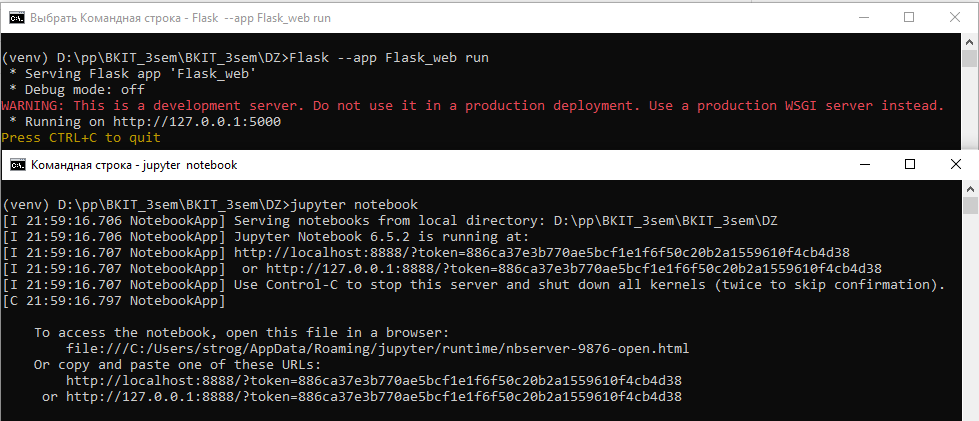 Выбрать Командная строка - Flask --app Flask_web run
(venv) D:\pp\BKIT_3sem\BKIT_3sem\DZ>Flask --app Flask_web run
 * Serving Flask app 'Flask_web'
 * Debug mode: off
WARNING: This is a development server. Do not use it in a production deployment. Use a production WSGI server instead.
 * Running on http://127.0.0.1:5000
Press CTRL+C to quit
Командная строка - jupyter notebook
(venv) D:\pp\BKIT_3sem\BKIT_3sem\DZ>jupyter notebook
[I 21:59:16.706 NotebookApp] Serving notebooks from local directory: D:\pp\BKIT_3sem\BKIT_3sem\DZ
[I 21:59:16.706 NotebookApp] Jupyter Notebook 6.5.2 is running at:
[I 21:59:16.707 NotebookApp] http://localhost:8888/?token=886ca37e3b770ae5bcf1e1f6f50c20b2a1559610f4cb4d38
[I 21:59:16.707 NotebookApp]  or http://127.0.0.1:8888/?token=886ca37e3b770ae5bcf1e1f6f50c20b2a1559610f4cb4d38
[I 21:59:16.707 NotebookApp] Use Control-C to stop this server and shut down all kernels (twice to skip confirmation).
[C 21:59:16.797 NotebookApp]
    To access the notebook, open this file in a browser:
        file:///C:/Users/strog/AppData/Roaming/jupyter/runtime/nbserver-9876-open.html
    Or copy and paste one of these URLs:
        http://localhost:8888/?token=886ca37e3b770ae5bcf1e1f6f50c20b2a1559610f4cb4d38
     or http://127.0.0.1:8888/?token=886ca37e3b770ae5bcf1e1f6f50c20b2a1559610f4cb4d38